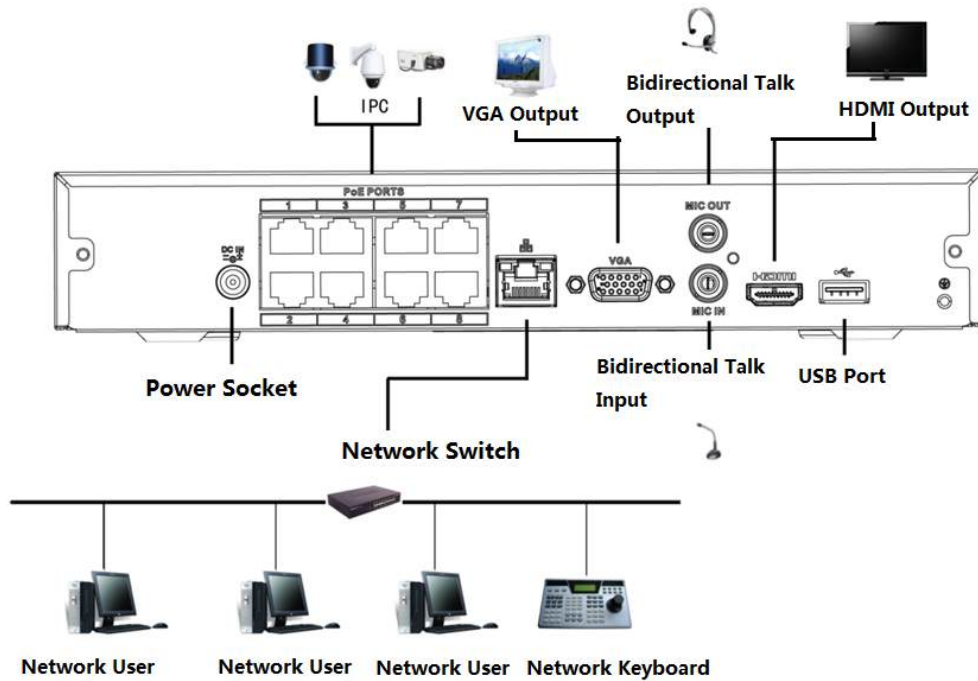 IPC
VGA Output
Bidirectional Talk
Output
HDMI Output
PoE PORTS
1 3 5 7
MIC OUT
DC IN
VGA
HDMI
2 4 6 8
MIC IN
Power Socket
Bidirectional Talk
Input
USB Port
Network Switch
Network User
Network User
Network User
Network Keyboard